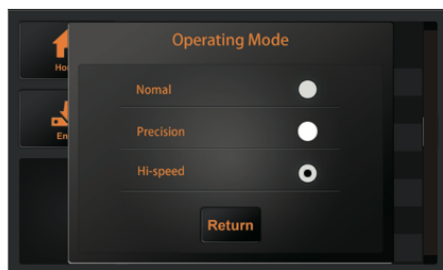 Operating Mode
Nomal
Precision
Hi-speed
Return